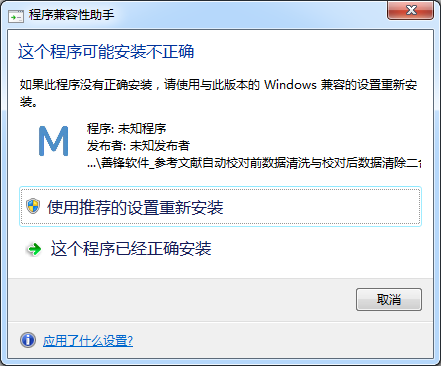 程序兼容性助手
这个程序可能安装不正确
如果此程序没有正确安装，请使用与此版本的 Windows 兼容的设置重新安
装。
M
程序: 未知程序
发布者: 未知发布者
...\善锋软件_参考文献自动校对前数据清洗与校对后数据清除二合
使用推荐的设置重新安装
这个程序已经正确安装
取消
应用了什么设置?